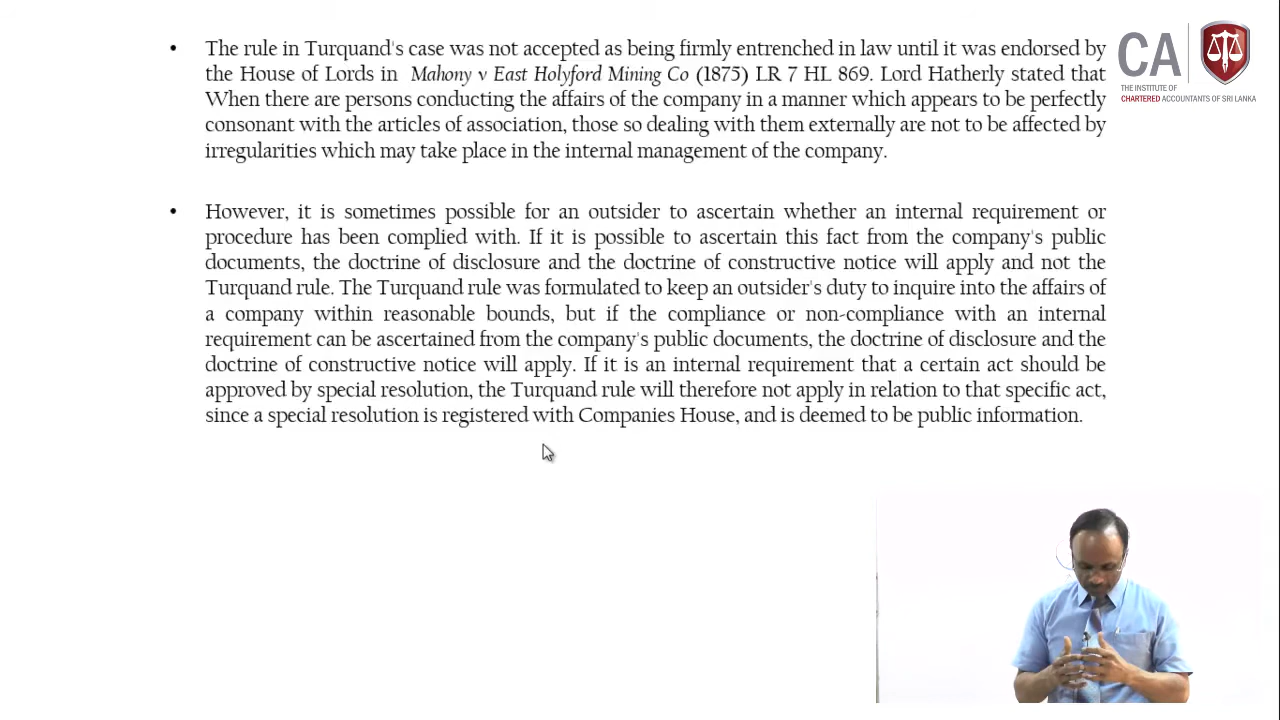 • The rule in Turquand's case was not accepted as being firmly entrenched in law until it was endorsed by
the House of Lords in Mahony v East Holyford Mining Co (1875) LR 7 HL 869. Lord Hatherly stated that
When there are persons conducting the affairs of the company in a manner which appears to be perfectly
consonant with the articles of association, those so dealing with them externally are not to be affected by
irregularities which may take place in the internal management of the company.
• However, it is sometimes possible for an outsider to ascertain whether an internal requirement or
procedure has been complied with. If it is possible to ascertain this fact from the company's public
documents, the doctrine of disclosure and the doctrine of constructive notice will apply and not the
Turquand rule. The Turquand rule was formulated to keep an outsider's duty to inquire into the affairs of
a company within reasonable bounds, but if the compliance or non-compliance with an internal
requirement can be ascertained from the company's public documents, the doctrine of disclosure and the
doctrine of constructive notice will apply. If it is an internal requirement that a certain act should be
approved by special resolution, the Turquand rule will therefore not apply in relation to that specific act,
since a special resolution is registered with Companies House, and is deemed to be public information.
CA
THE INSTITUTE OF
CHARTERED ACCOUNTANTS OF SRI LANKA